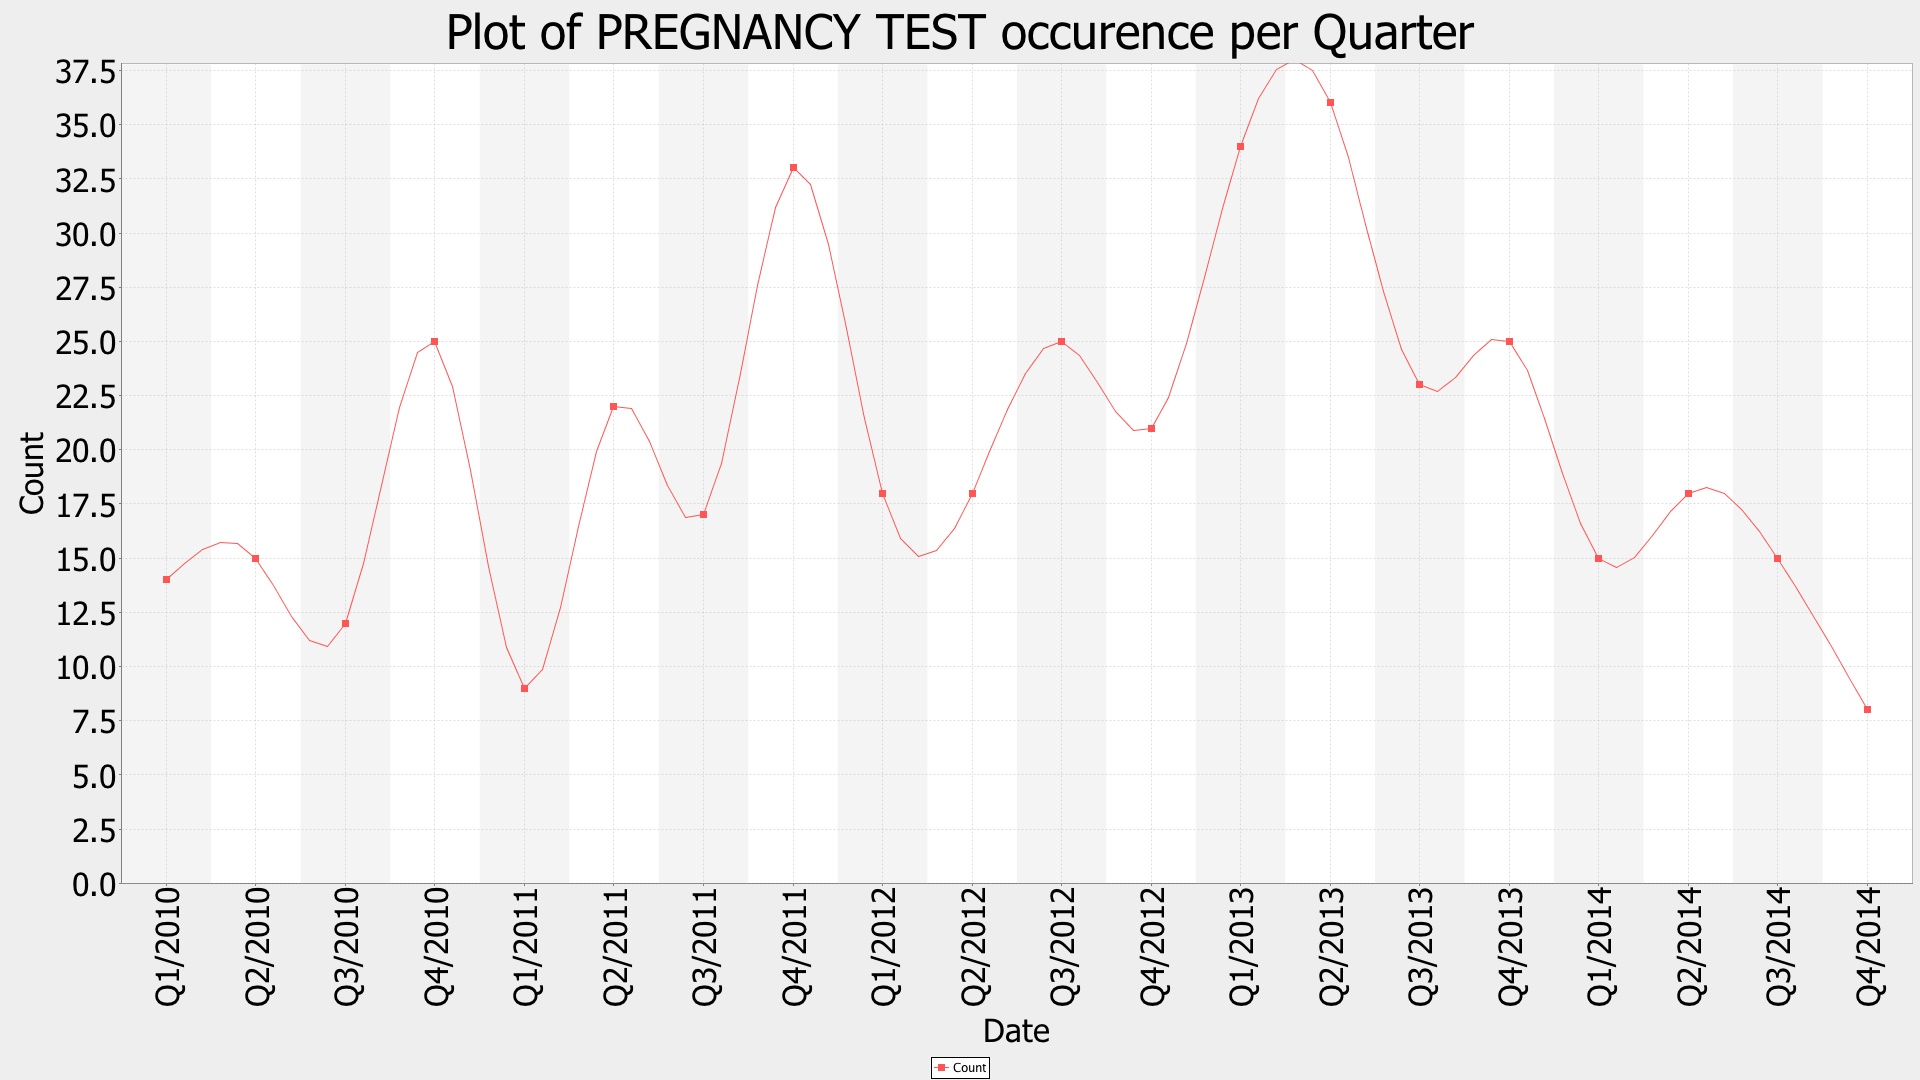 Plot of PREGNANCY TEST occurence per Quarter
37.5
35.0
32.5
30.0
27.5
25.0
22.5
20.0
17.5
15.0
12.5
10.0
7.5
5.0
2.5
0.0
Count
Q1/2010
Q2/2010
Q3/2010
Q4/2010
Q1/2011
Q2/2011
Q3/2011
Q4/2011
Q1/2012
Q2/2012
Q3/2012
Q4/2012
Q1/2013
Q2/2013
Q3/2013
Q4/2013
Q1/2014
Q2/2014
Q3/2014
Q4/2014
Date
Count